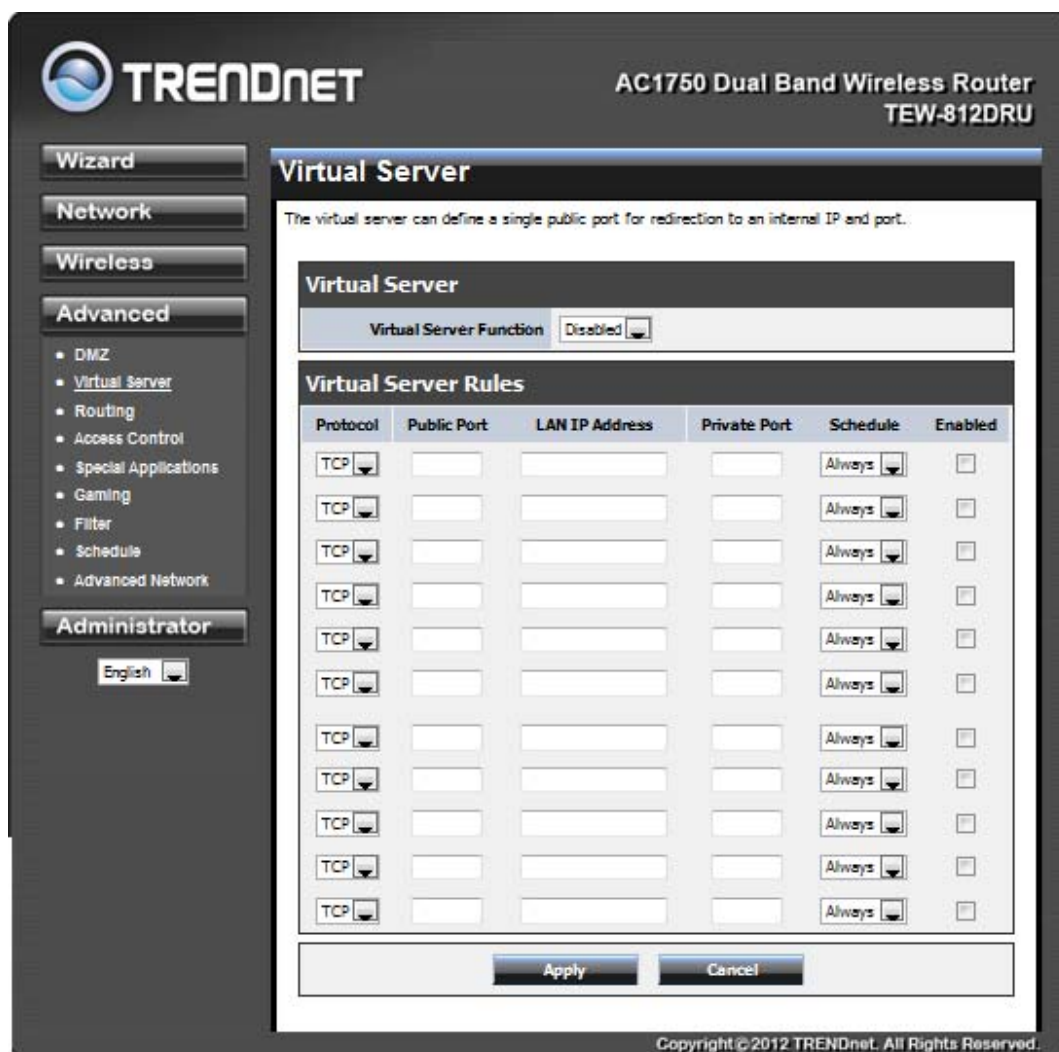 TRENDnet
AC1750 Dual Band Wireless Router
TEW-812DRU
Wizard
Network
Wireless
Advanced
• DMZ
• Virtual Server
• Routing
• Access Control
• Special Applications
• Gaming
• Filter
• Schedule
• Advanced Network
Administrator
English
Virtual Server
The virtual server can define a single public port for redirection to an internal IP and port.
Virtual Server
Virtual Server Function Disabled
Virtual Server Rules
Protocol Public Port LAN IP Address Private Port Schedule Enabled
TCP Always
TCP Always
TCP Always
TCP Always
TCP Always
TCP Always
TCP Always
TCP Always
TCP Always
TCP Always
TCP Always
Apply Cancel
Copyright © 2012 TRENDnet. All Rights Reserved.